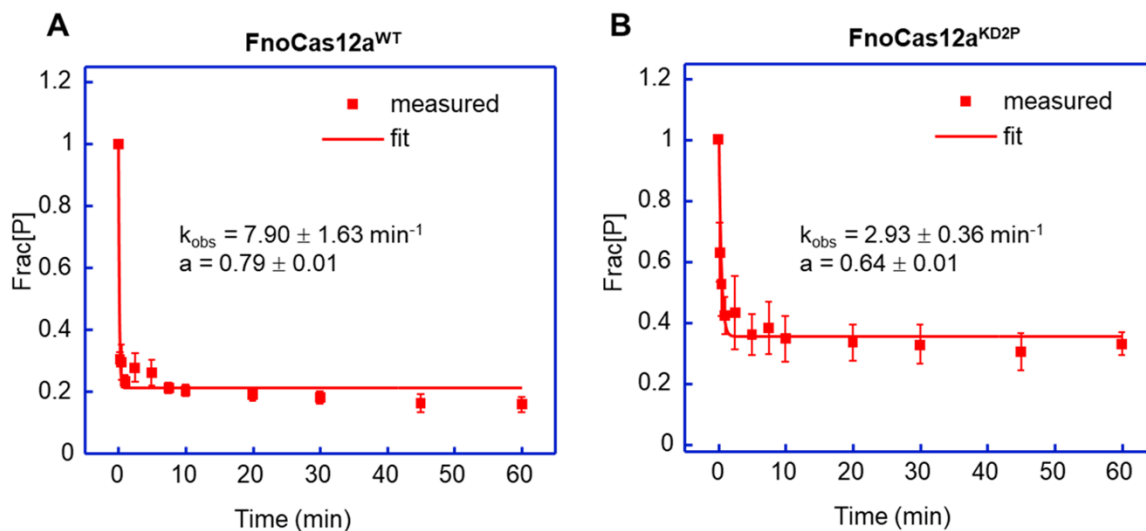 A
FnoCas12aWT
1.2
1
0.8
0.6
0.4
0.2
0
Frac[P]
measured
fit
kobs = 7.90 ± 1.63 min-1
a = 0.79 ± 0.01
0 10 20 30 40 50 60
Time (min)
B
FnoCas12aKD2P
1.2
1
0.8
0.6
0.4
0.2
0
Frac[P]
measured
fit
kobs = 2.93 ± 0.36 min-1
a = 0.64 ± 0.01
0 10 20 30 40 50 60
Time (min)